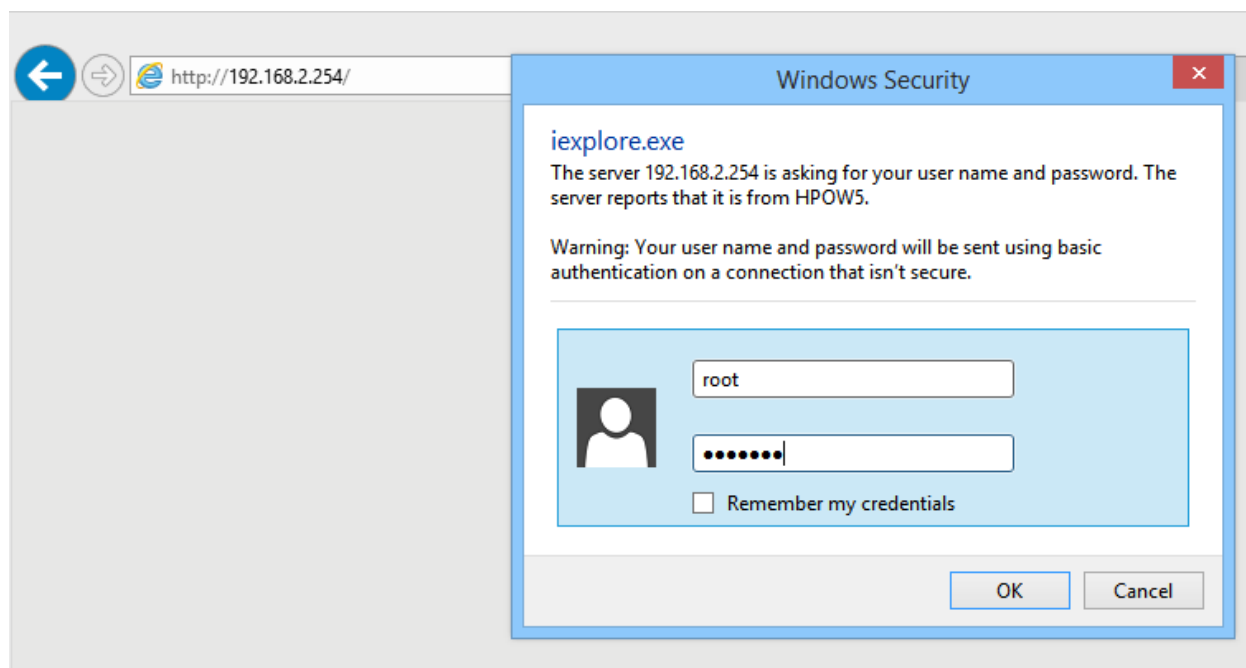 http://192.168.2.254/
Windows Security
iexplore.exe
The server 192.168.2.254 is asking for your user name and password. The
server reports that it is from HPOW5.
Warning: Your user name and password will be sent using basic
authentication on a connection that isn't secure.
root
•••••••
Remember my credentials
OK
Cancel